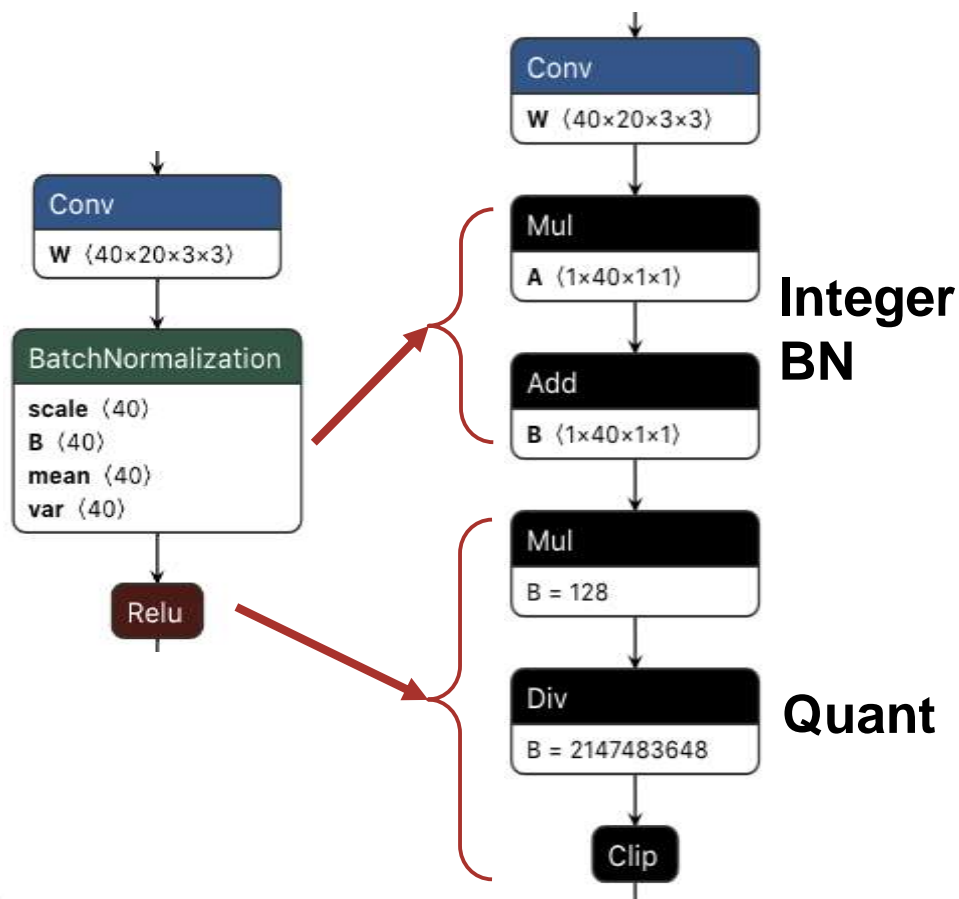 Conv
W ⟨40×20×3×3⟩
BatchNormalization
scale ⟨40⟩
B ⟨40⟩
mean ⟨40⟩
var ⟨40⟩
Relu
Conv
W ⟨40×20×3×3⟩
Mul
A ⟨1×40×1×1⟩
Add
B ⟨1×40×1×1⟩
Integer
BN
Mul
B = 128
Div
B = 2147483648
Quant
Clip